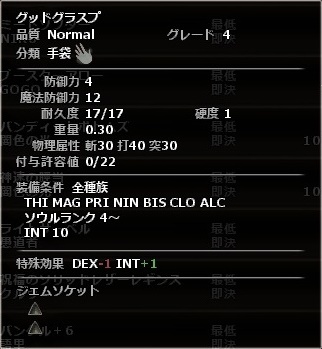 グッドグラスプ
品質 Normal グレード 4
分類 手袋
防御力 4
魔法防御力 12
耐久度 17/17 硬度 1
重量 0.30
物理属性 斬30 打40 突30
付与許容値 0/22
装備条件 全種族
THI MAG PRI NIN BIS CLO ALC
ソウルランク 4～
INT 10
特殊効果 DEX-1 INT+1
ジェムソケット